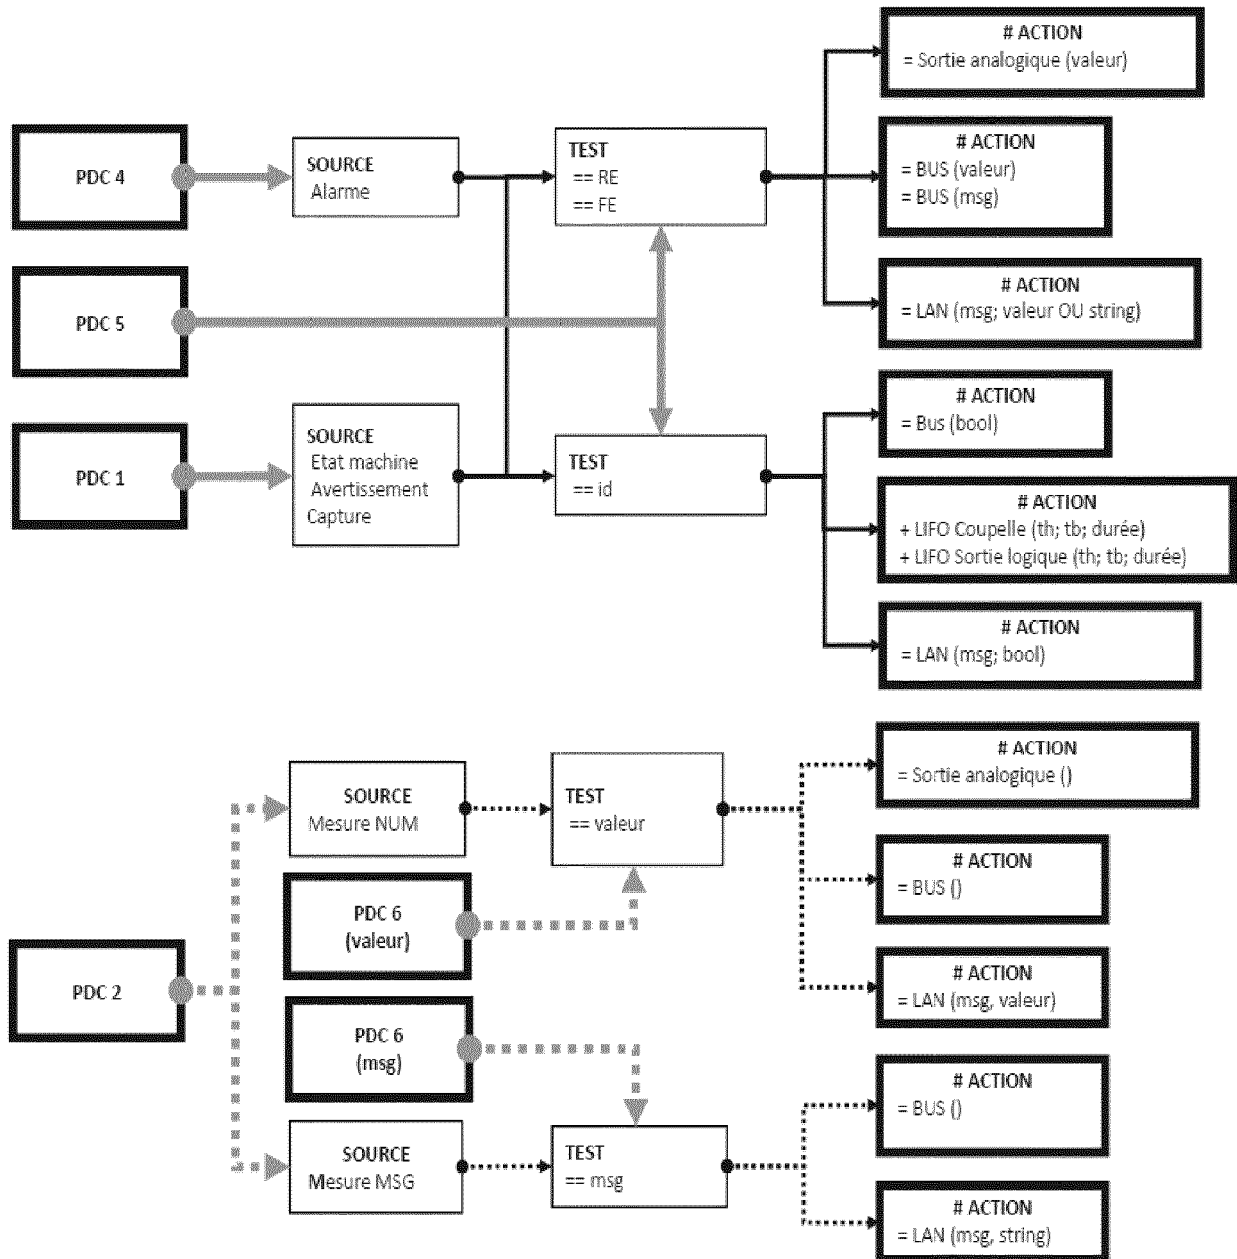 # ACTION
= Sortie analogique (valeur)
PDC 4
SOURCE
Alarme
TEST
== RE
== FE
# ACTION
= BUS (valeur)
= BUS (msg)
PDC 5
# ACTION
= LAN (msg; valeur OU string)
PDC 1
SOURCE
Etat machine
Avertissement
Capture
TEST
== id
# ACTION
= Bus (bool)
# ACTION
+ LIFO Coupelle (th; tb; durée)
+ LIFO Sortie logique (th; tb; durée)
# ACTION
= LAN (msg; bool)
SOURCE
Mesure NUM
TEST
== valeur
# ACTION
= Sortie analogique ()
# ACTION
= BUS ()
PDC 6
(valeur)
# ACTION
= LAN (msg, valeur)
PDC 2
PDC 6
(msg)
# ACTION
= BUS ()
SOURCE
Mesure MSG
TEST
== msg
# ACTION
= LAN (msg, string)